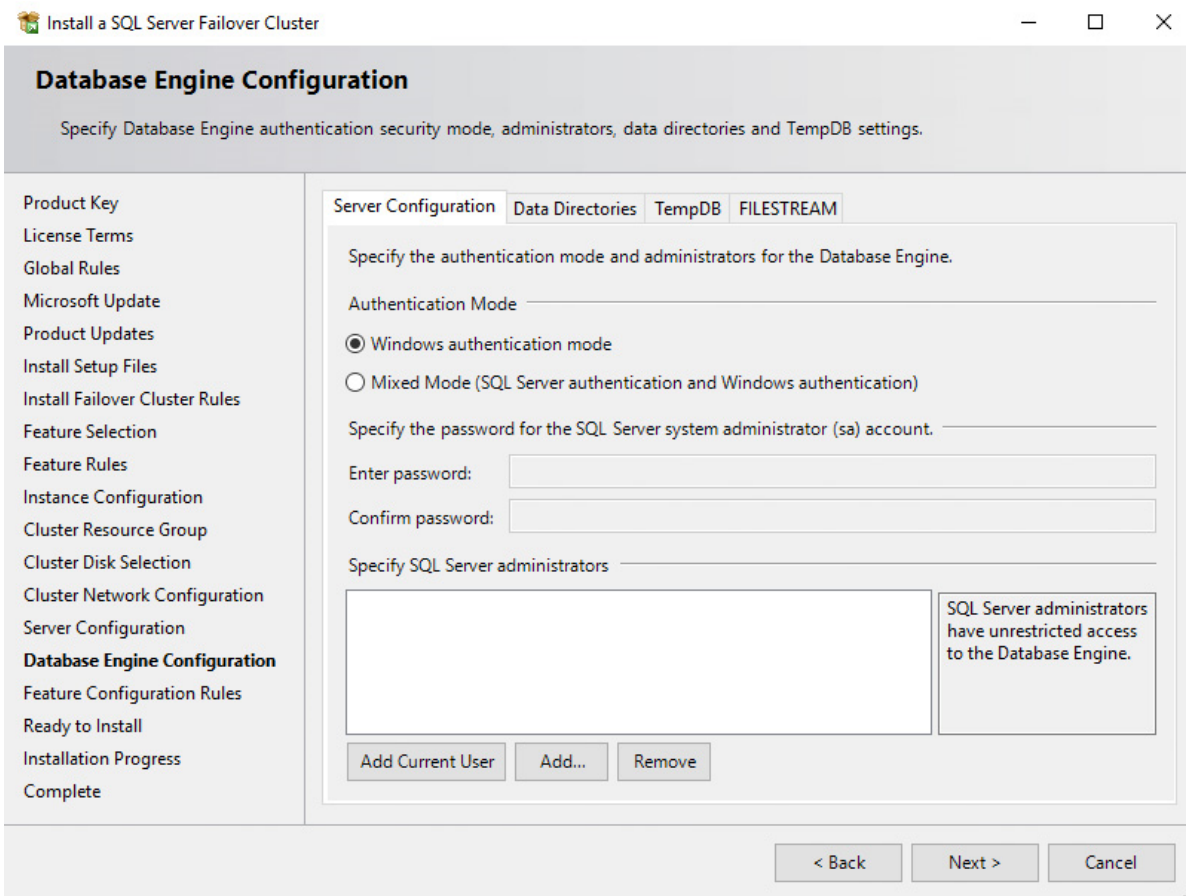 Install a SQL Server Failover Cluster
Database Engine Configuration
Specify Database Engine authentication security mode, administrators, data directories and TempDB settings.
Product Key
License Terms
Global Rules
Microsoft Update
Product Updates
Install Setup Files
Install Failover Cluster Rules
Feature Selection
Feature Rules
Instance Configuration
Cluster Resource Group
Cluster Disk Selection
Cluster Network Configuration
Server Configuration
Database Engine Configuration
Feature Configuration Rules
Ready to Install
Installation Progress
Complete
Server Configuration Data Directories TempDB FILESTREAM
Specify the authentication mode and administrators for the Database Engine.
Authentication Mode
Windows authentication mode
Mixed Mode (SQL Server authentication and Windows authentication)
Specify the password for the SQL Server system administrator (sa) account.
Enter password:
Confirm password:
Specify SQL Server administrators
SQL Server administrators
have unrestricted access
to the Database Engine.
Add Current User Add... Remove
< Back Next > Cancel